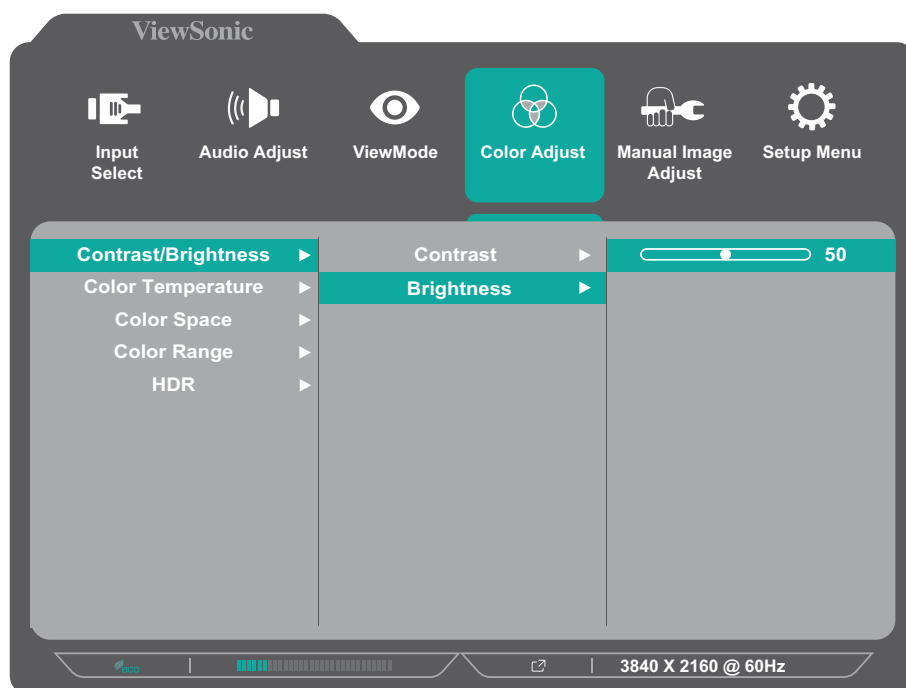 ViewSonic
Input
Select
Audio Adjust
ViewMode
Color Adjust
Manual Image
Adjust
Setup Menu
Contrast/Brightness
Contrast
50
Color Temperature
Brightness
Color Space
Color Range
HDR
ECO
3840 X 2160 @ 60Hz